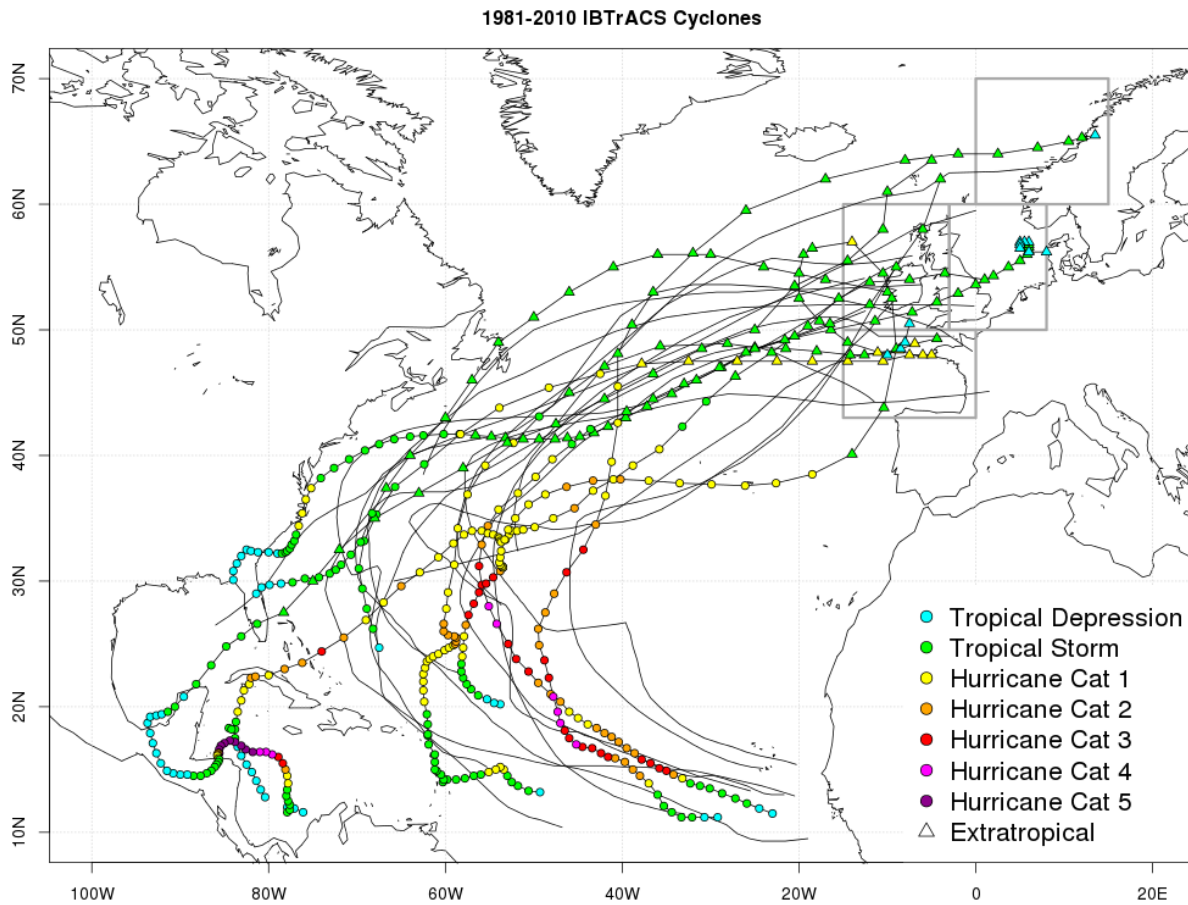 1981-2010 IBTrACS Cyclones
70N
60N
50N
40N
30N
20N
10N
Tropical Depression
Tropical Storm
Hurricane Cat 1
Hurricane Cat 2
Hurricane Cat 3
Hurricane Cat 4
Hurricane Cat 5
Extratropical
100W 80W 60W 40W 20W 0 20E